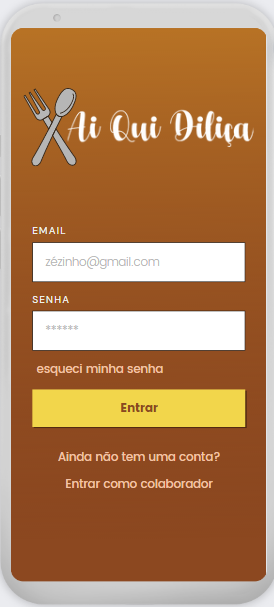 Ai Qui Diliça
EMAIL
zézinho@gmail.com
SENHA
******
esqueci minha senha
Entrar
Ainda não tem uma conta?
Entrar como colaborador